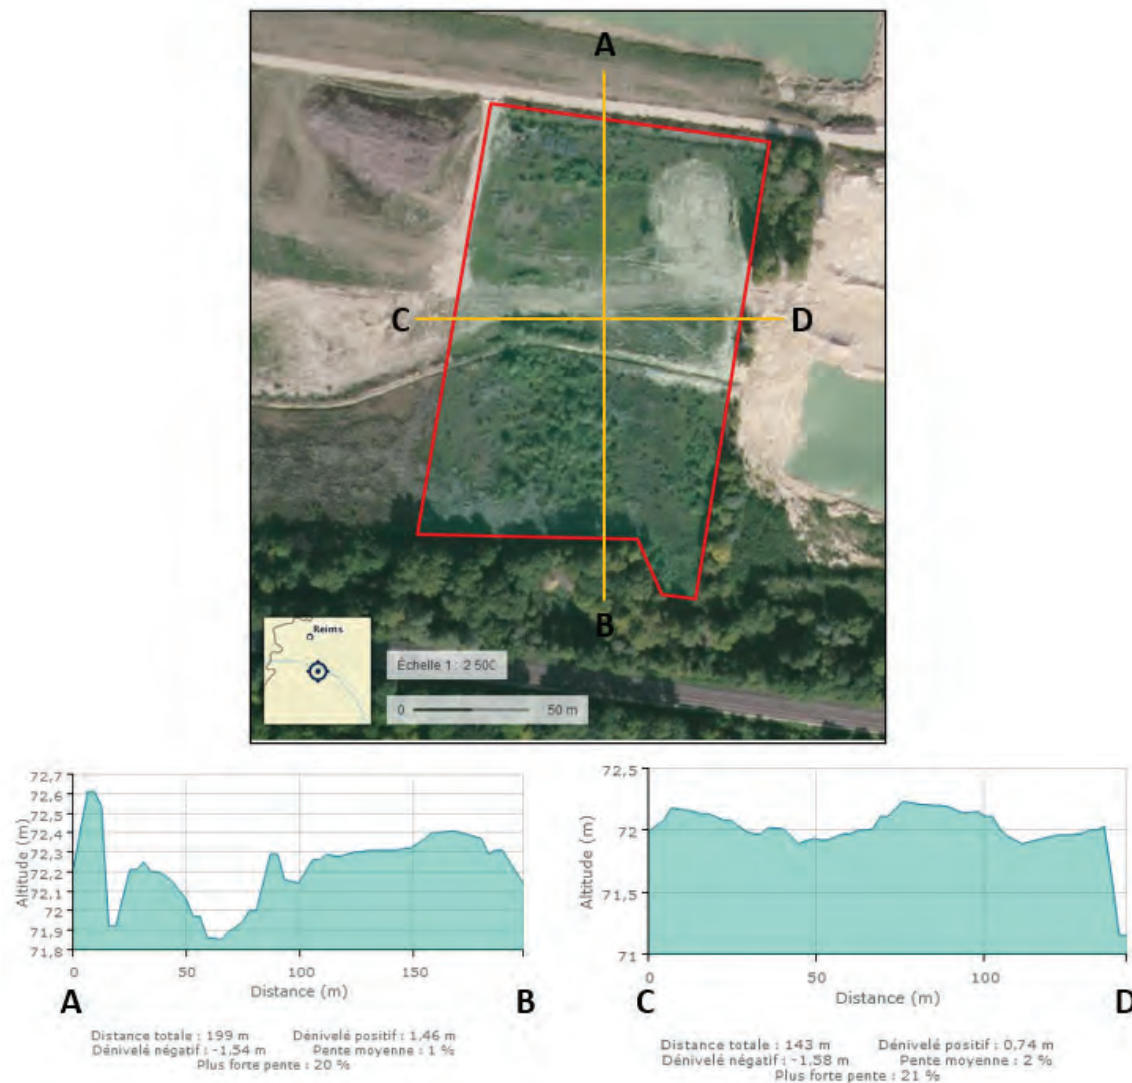 A
C
D
B
Reims
Échelle 1 : 2 500
0 50 m
72,7
72,6
72,5
72,4
72,3
72,2
72,1
72
71,9
71,8
Altitude (m)
0 50 100 150
Distance (m)
A B
Distance totale : 199 m Dénivelé positif : 1,46 m
Dénivelé négatif : -1,54 m Pente moyenne : 1 %
Plus forte pente : 20 %
72,5
72
71,5
71
Altitude (m)
0 50 100
Distance (m)
C D
Distance totale : 143 m Dénivelé positif : 0,74 m
Dénivelé négatif : -1,58 m Pente moyenne : 2 %
Plus forte pente : 21 %